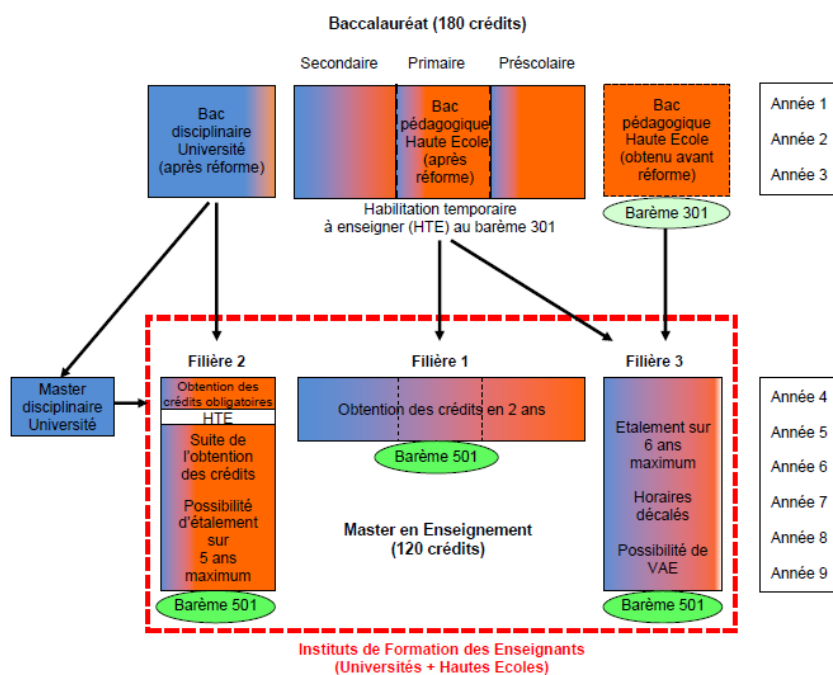 Baccalauréat (180 crédits)
Secondaire
Primaire
Préscolaire
Bac
disciplinaire
Université
(après réforme)
Bac
pédagogique
Haute Ecole
(après
réforme)
Bac
pédagogique
Haute Ecole
(obtenu avant
réforme)
Année 1
Année 2
Année 3
Habilitation temporaire
à enseigner (HTE) au barème 301
Barème 301
Filière 2
Filière 1
Filière 3
Master
disciplinaire
Université
Obtention des
crédits obligatoires
HTE
Suite de
l'obtention
des crédits
Possibilité
d'étalement
sur
5 ans
maximum
Barème 501
Obtention des crédits en 2 ans
Barème 501
Master en Enseignement
(120 crédits)
Etalement sur
6 ans
maximum
Horaires
décalés
Possibilité de
VAE
Barème 501
Année 4
Année 5
Année 6
Année 7
Année 8
Année 9
Instituts de Formation des Enseignants
(Universités + Hautes Ecoles)